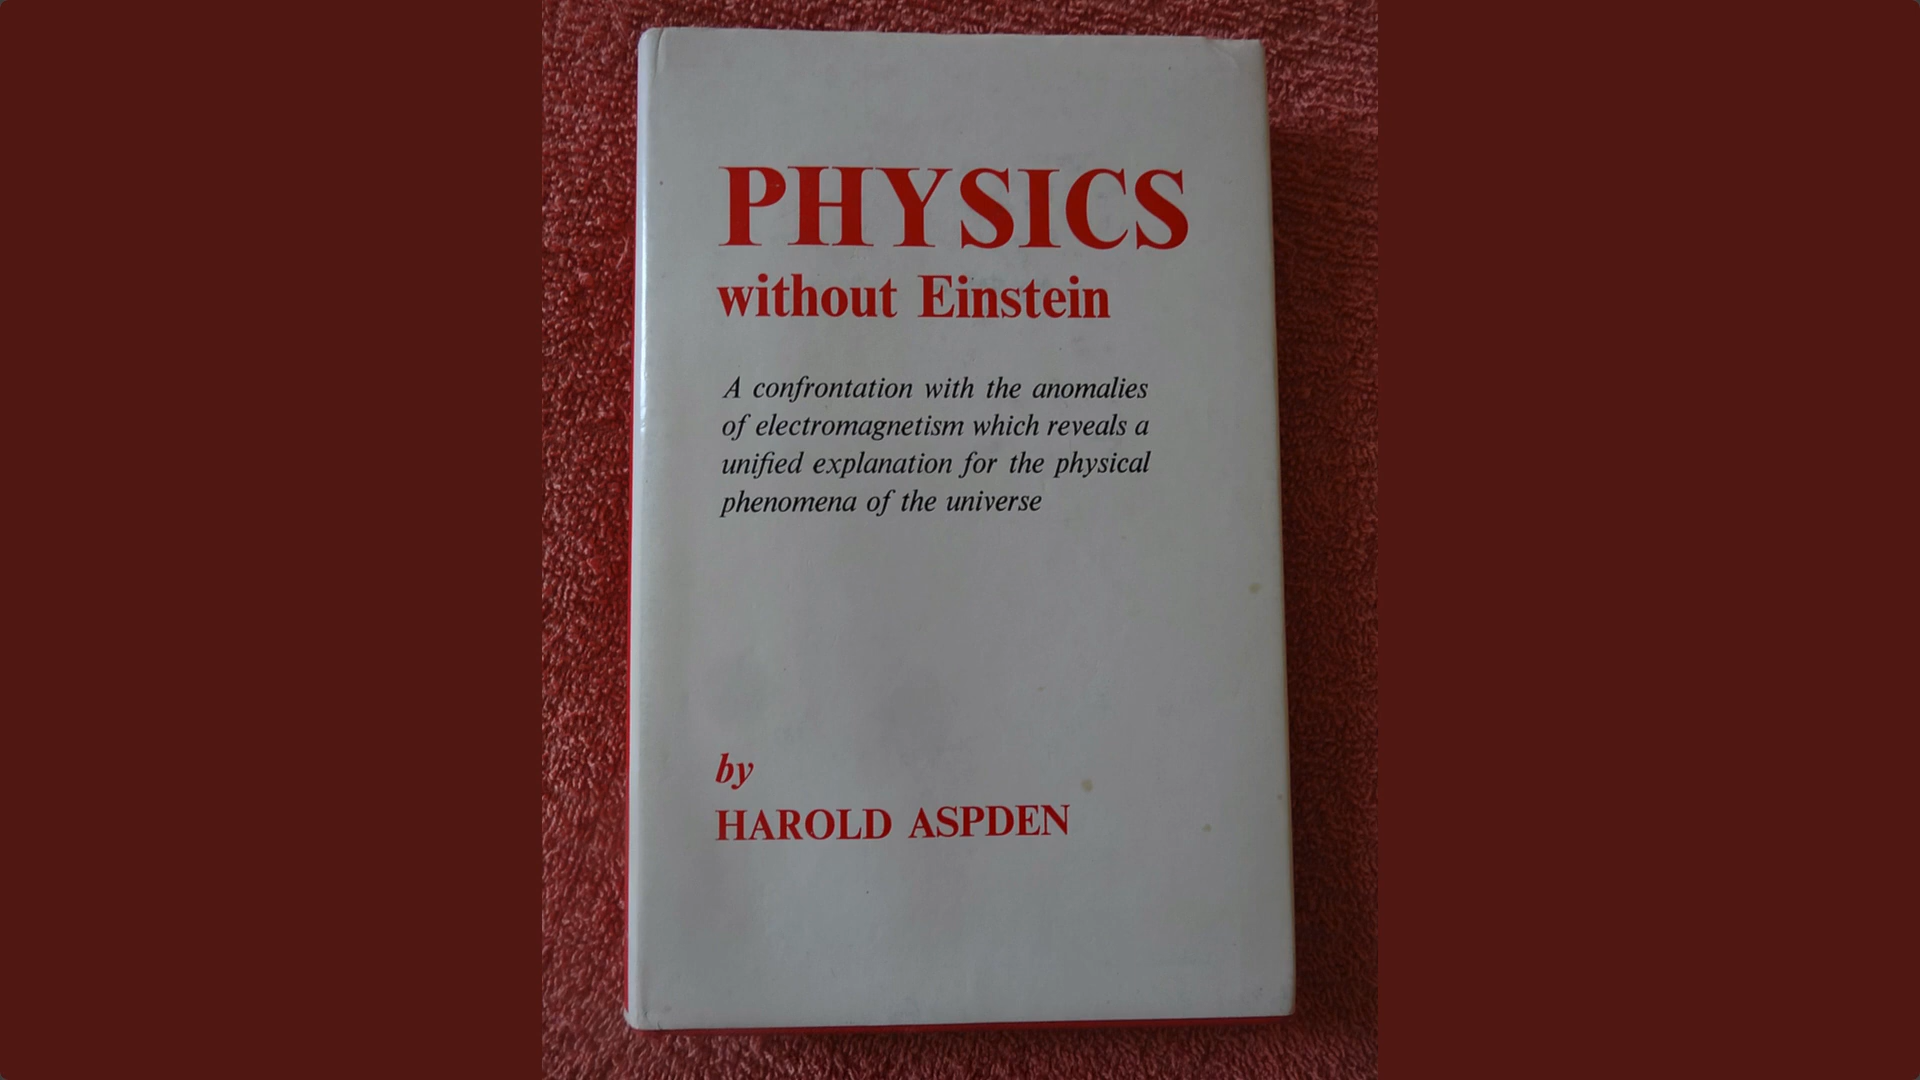 PHYSICS
without Einstein
A confrontation with the anomalies
of electromagnetism which reveals a
unified explanation for the physical
phenomena of the universe
by
HAROLD ASPDEN